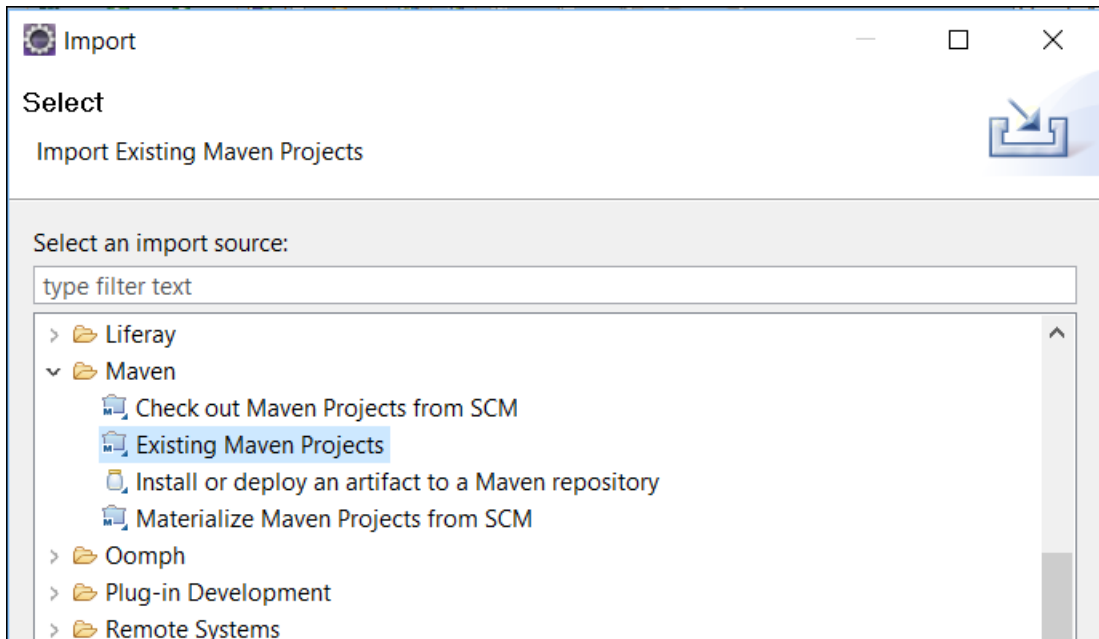 Import
Select
Import Existing Maven Projects
Select an import source:
type filter text
Liferay
Maven
Check out Maven Projects from SCM
Existing Maven Projects
Install or deploy an artifact to a Maven repository
Materialize Maven Projects from SCM
Oomph
Plug-in Development
Remote Systems